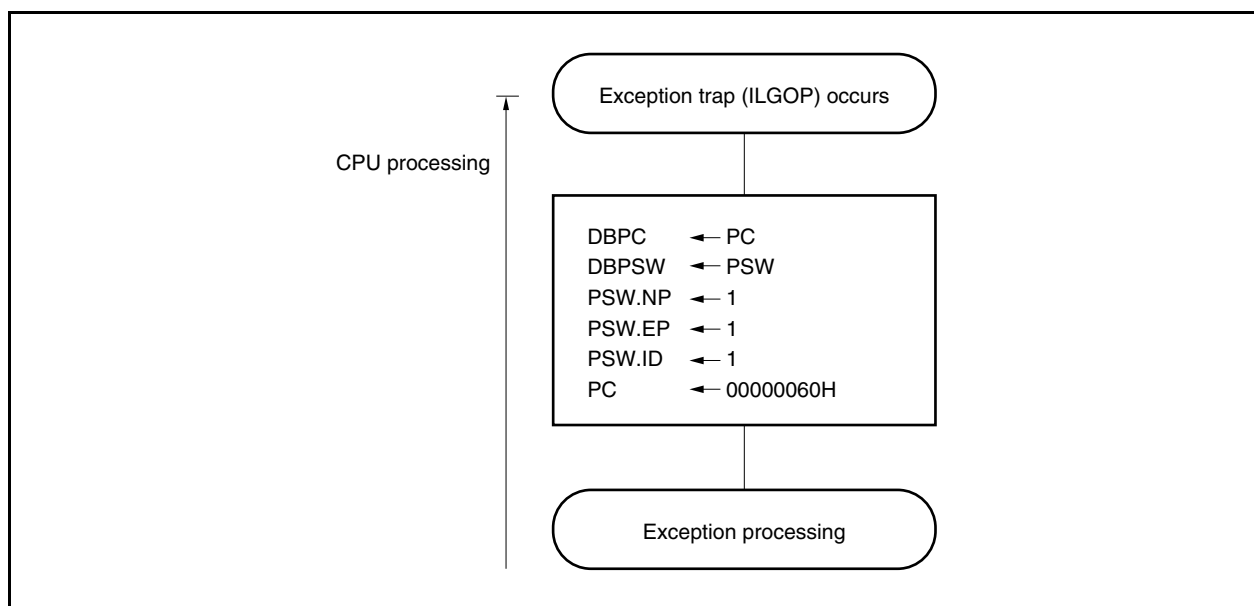 Exception trap (ILGOP) occurs
CPU processing
DBPC ← PC
DBPSW ← PSW
PSW.NP ← 1
PSW.EP ← 1
PSW.ID ← 1
PC ← 00000060H
Exception processing